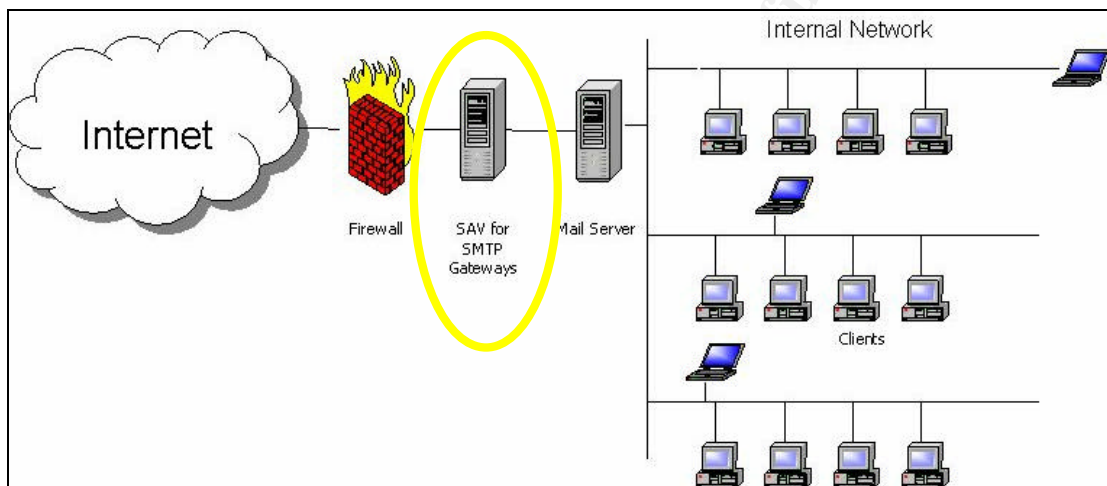 Internal Network
Internet
Firewall
SAV for
SMTP
Gateways
Mail Server
Clients